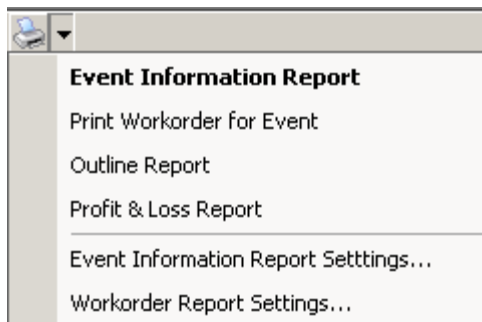 Event Information Report
Print Workorder for Event
Outline Report
Profit & Loss Report
Event Information Report Setttings...
Workorder Report Settings...